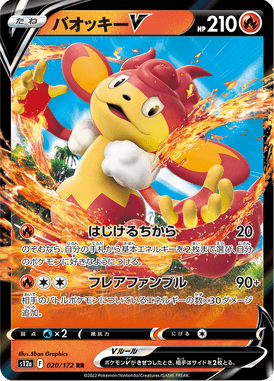 たね バオッキーV HP210
はじけるちから 20
のぞむなら、自分の手札から基本エネルギーを2枚まで選び、自分
のポケモンに好きなようにつける。
フレアファンブル 90+
相手のバトルポケモンについているエネルギーの数×30ダメージ
追加。
弱点 ×2 抵抗力 にげる
Vルール
ポケモンVがきぜつしたとき、相手はサイドを2枚とる。
Illus. 5ban Graphics
s12a F 020/172 RR
©2022 Pokémon/Nintendo/Creatures/GAME FREAK.